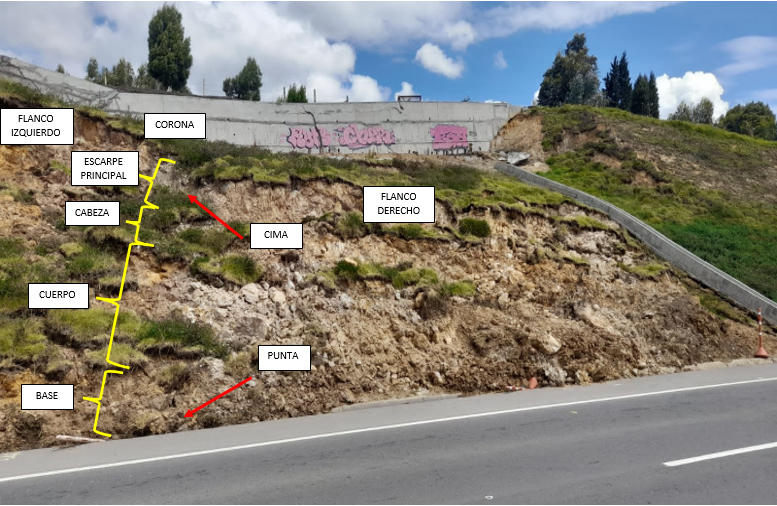 FLANCO
IZQUIERDO
CORONA
ESCARPE
PRINCIPAL
CABEZA
FLANCO
DERECHO
CIMA
CUERPO
PUNTA
BASE